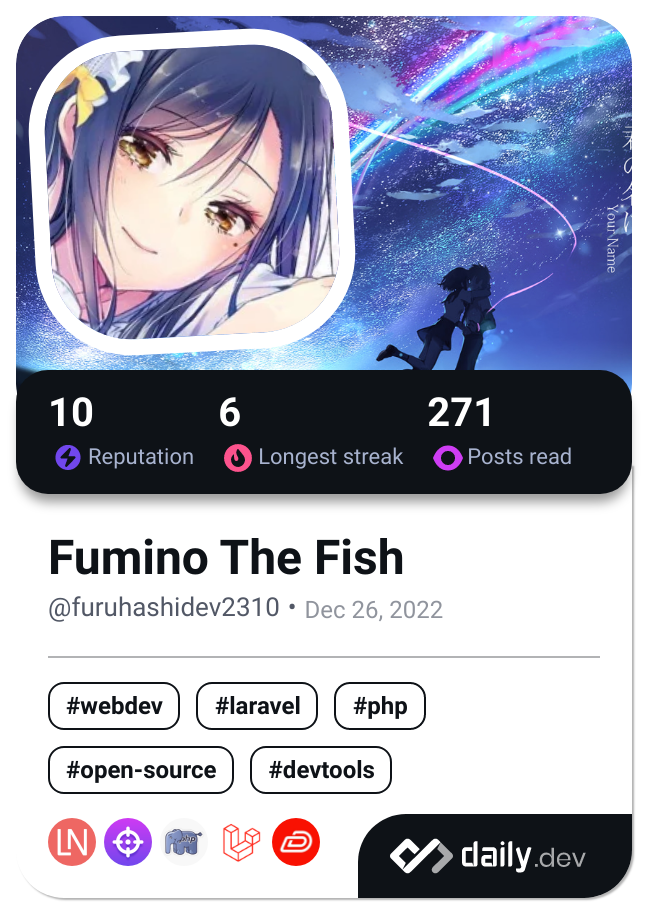 君の名は。
Your Name
10
6
271
Reputation
Longest streak
Posts read
Fumino The Fish
@furuhashidev2310 • Dec 26, 2022
#webdev #laravel #php
#open-source #devtools
LN
php
daily.dev